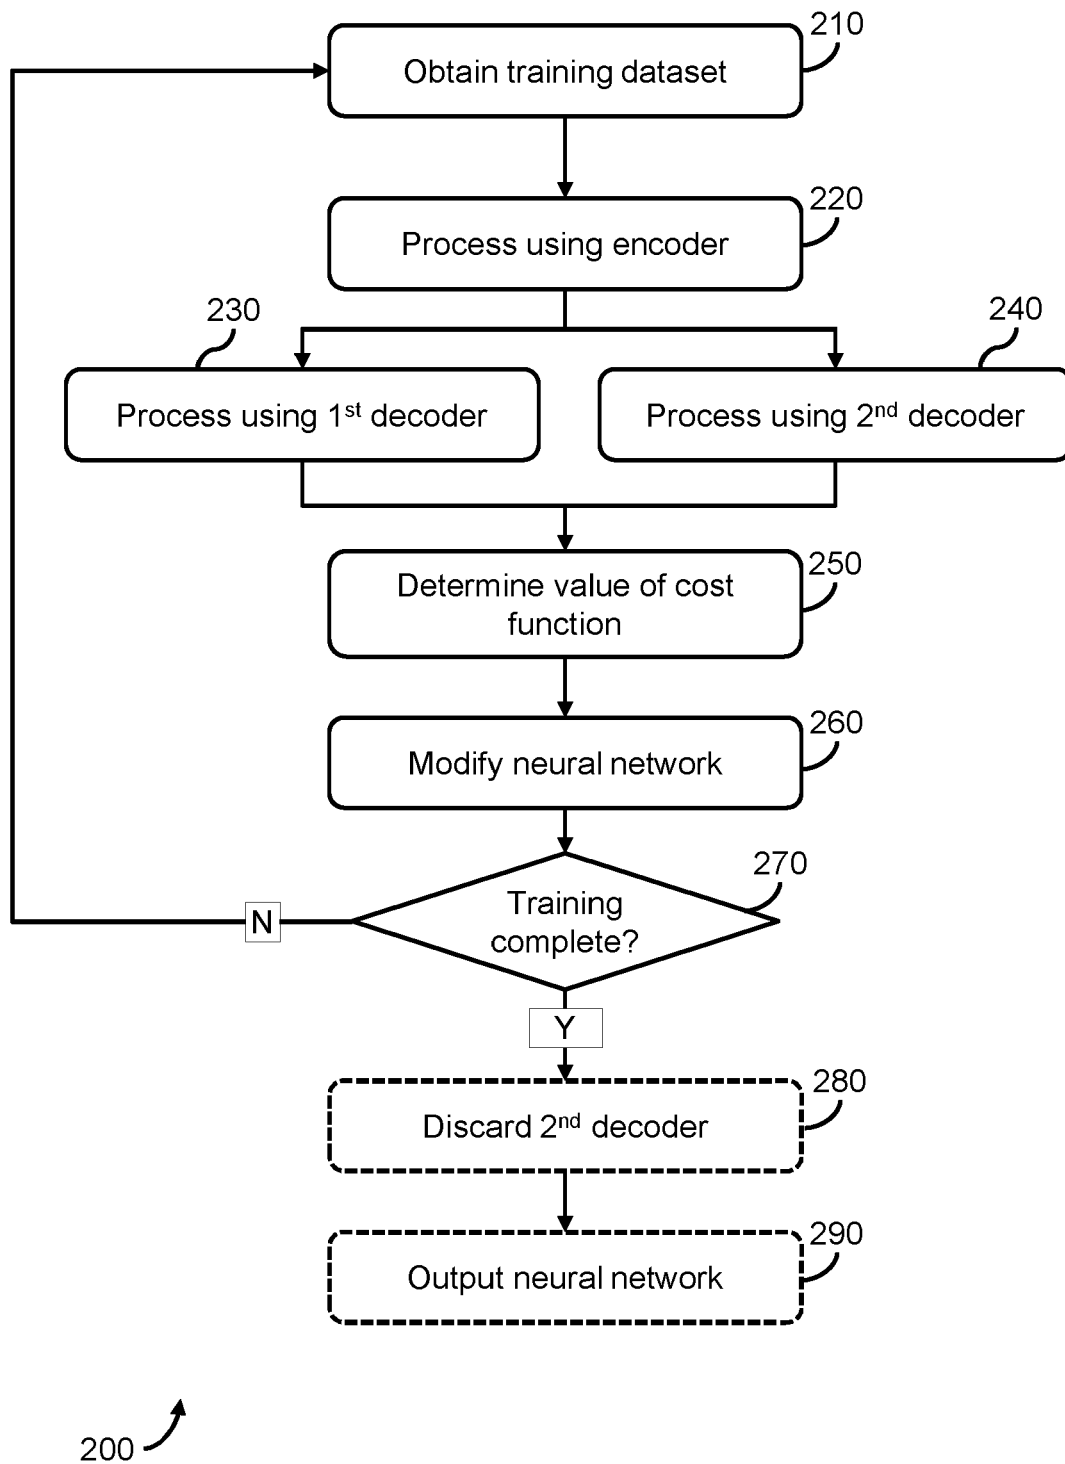 210
Obtain training dataset
220
Process using encoder
230
240
Process using 1st decoder
Process using 2nd decoder
250
Determine value of cost
function
260
Modify neural network
270
Training
complete?
N
Y
280
Discard 2nd decoder
290
Output neural network
200